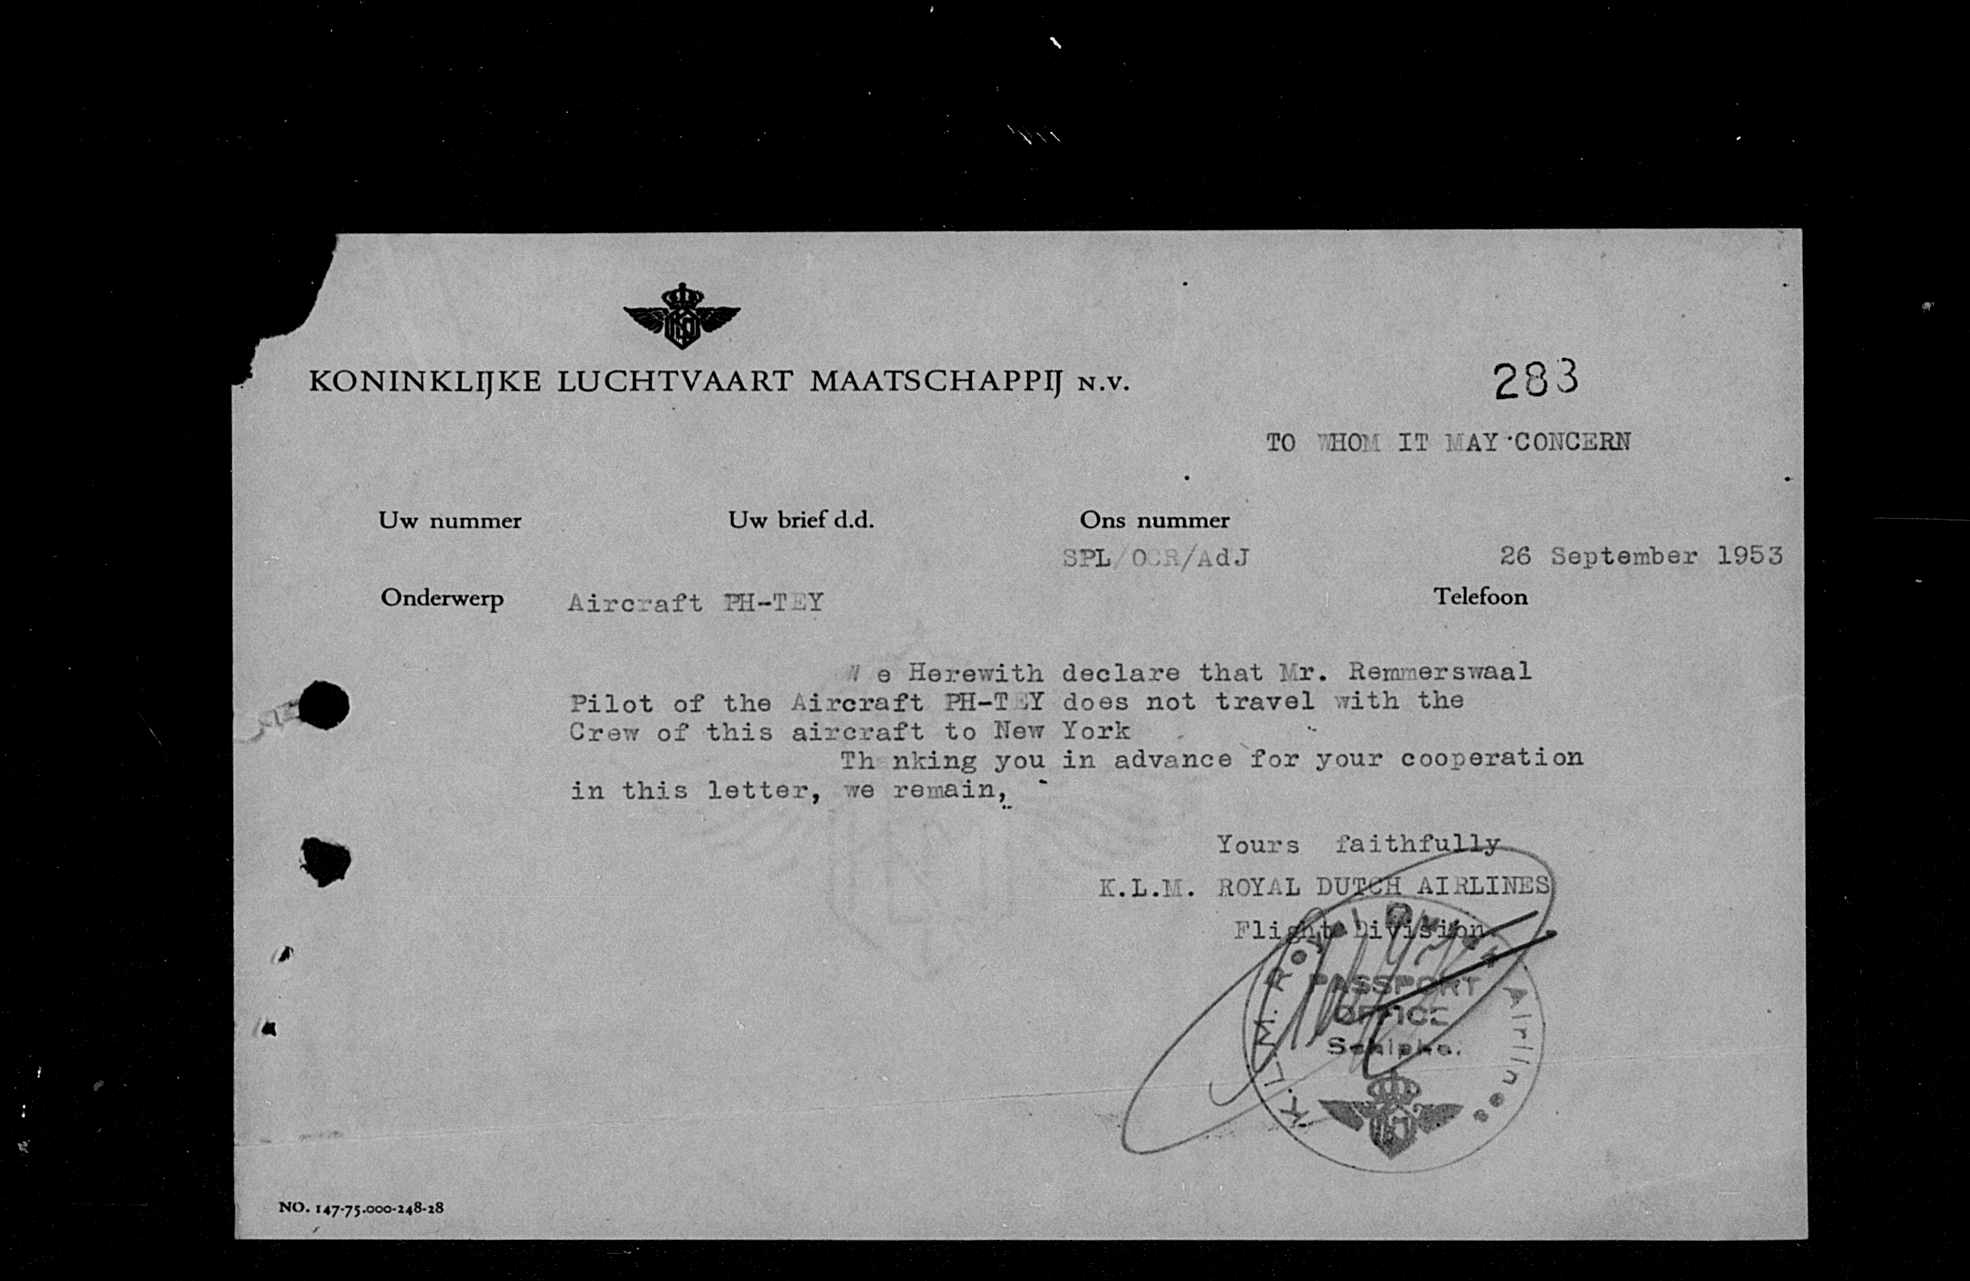 KONINKLIJKE LUCHTVAART MAATSCHAPPIJ N.V.
283
TO WHOM IT MAY CONCERN
Uw nummer Uw brief d.d. Ons nummer
SPL/OCR/AdJ 26 September 1953
Onderwerp Aircraft PH-TEY Telefoon
We Herewith declare that Mr. Remmerswaal
Pilot of the Aircraft PH-TEY does not travel with the
Crew of this aircraft to New York
Thanking you in advance for your cooperation
in this letter, we remain,
Yours faithfully
K.L.M. ROYAL DUTCH AIRLINES
Flight Division
K.L.M. Royal Dutch Airlines
PASSPORT
OFFICE
NO. 147-75.000-248-28